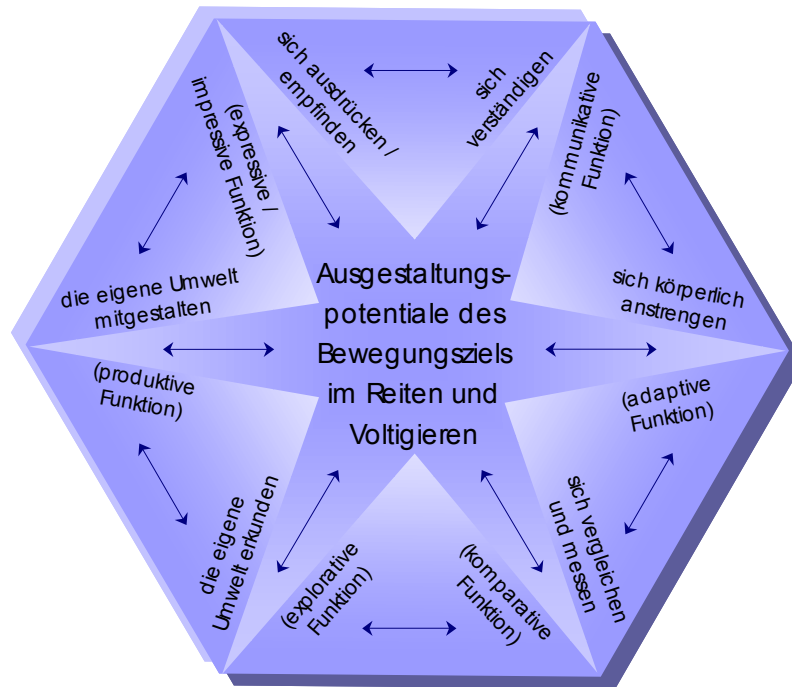 sich ausdrücken /
empfinden
(expressive /
impressive Funktion)
sich
verständigen
(kommunikative
Funktion)
sich körperlich
anstrengen
(adaptive
Funktion)
sich vergleichen
und messen
(komparative
Funktion)
die eigene
Umwelt erkunden
(explorative
Funktion)
die eigene Umwelt
mitgestalten
(produktive
Funktion)
Ausgestaltungs-
potentiale des
Bewegungsziels
im Reiten und
Voltigieren